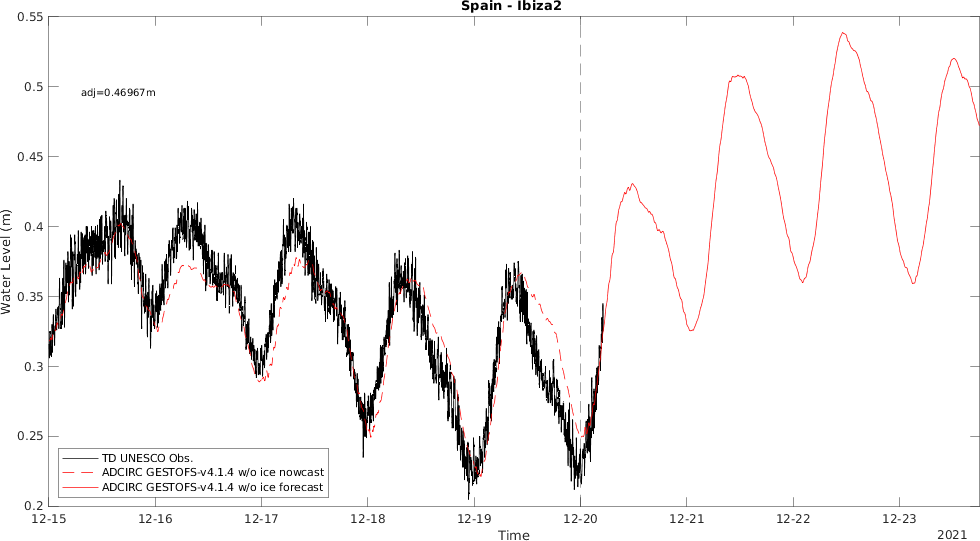 Spain - Ibiza2
0.55
0.5
0.45
0.4
0.35
0.3
0.25
0.2
Water Level (m)
adj=0.46967m
TD UNESCO Obs.
ADCIRC GESTOFS-v4.1.4 w/o ice nowcast
ADCIRC GESTOFS-v4.1.4 w/o ice forecast
12-15 12-16 12-17 12-18 12-19 12-20 12-21 12-22 12-23
Time
2021